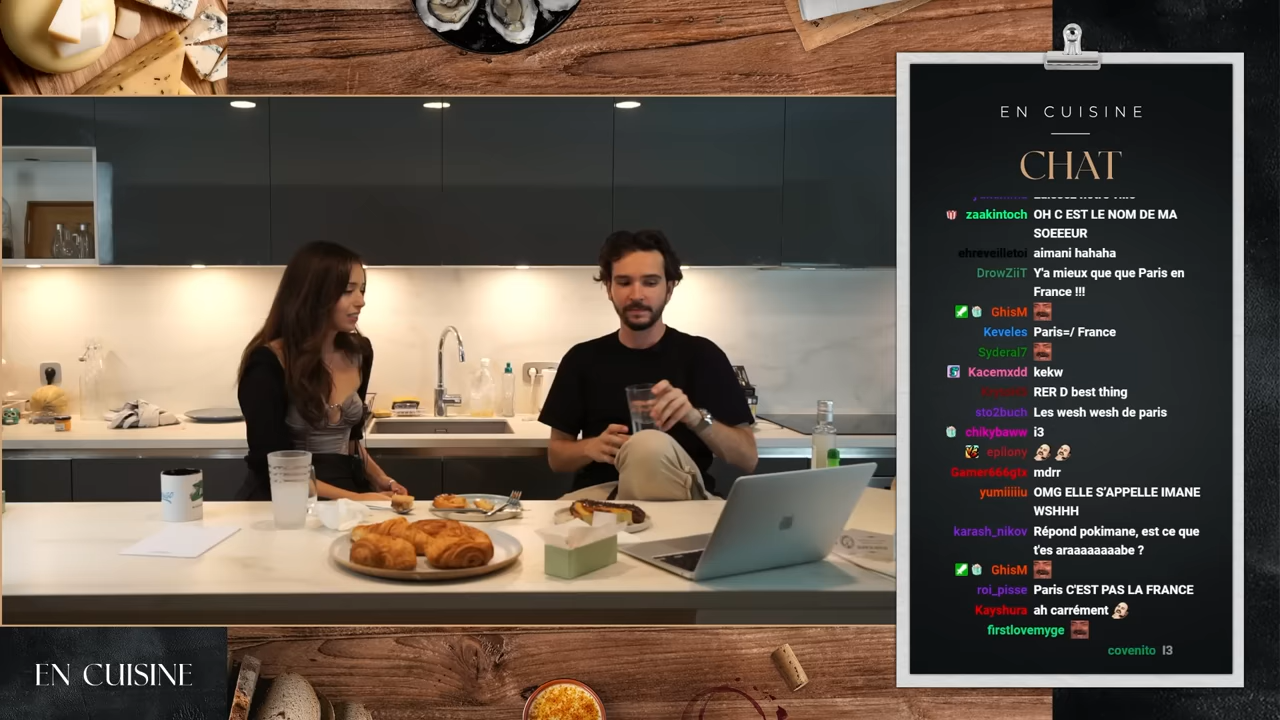 EN CUISINE
CHAT
zaakintoch OH C EST LE NOM DE MA
SOEEEUR
ehreveilletoi aimani hahaha
DrowZiiT Y'a mieux que que Paris en
France !!!
GhisM
Keveles Paris=/ France
Syderal7
Kacemxdd kekw
RER D best thing
sto2buch Les wesh wesh de paris
chikybaww i3
epilony
Gamer666gtx mdrr
yumiiiiiu OMG ELLE S'APPELLE IMANE
WSHHH
karash_nikov Répond pokimane, est ce que
t'es araaaaaaaabe ?
GhisM
roi_pisse Paris C'EST PAS LA FRANCE
Kayshura ah carrément
firstlovemyge
covenito I3
EN CUISINE